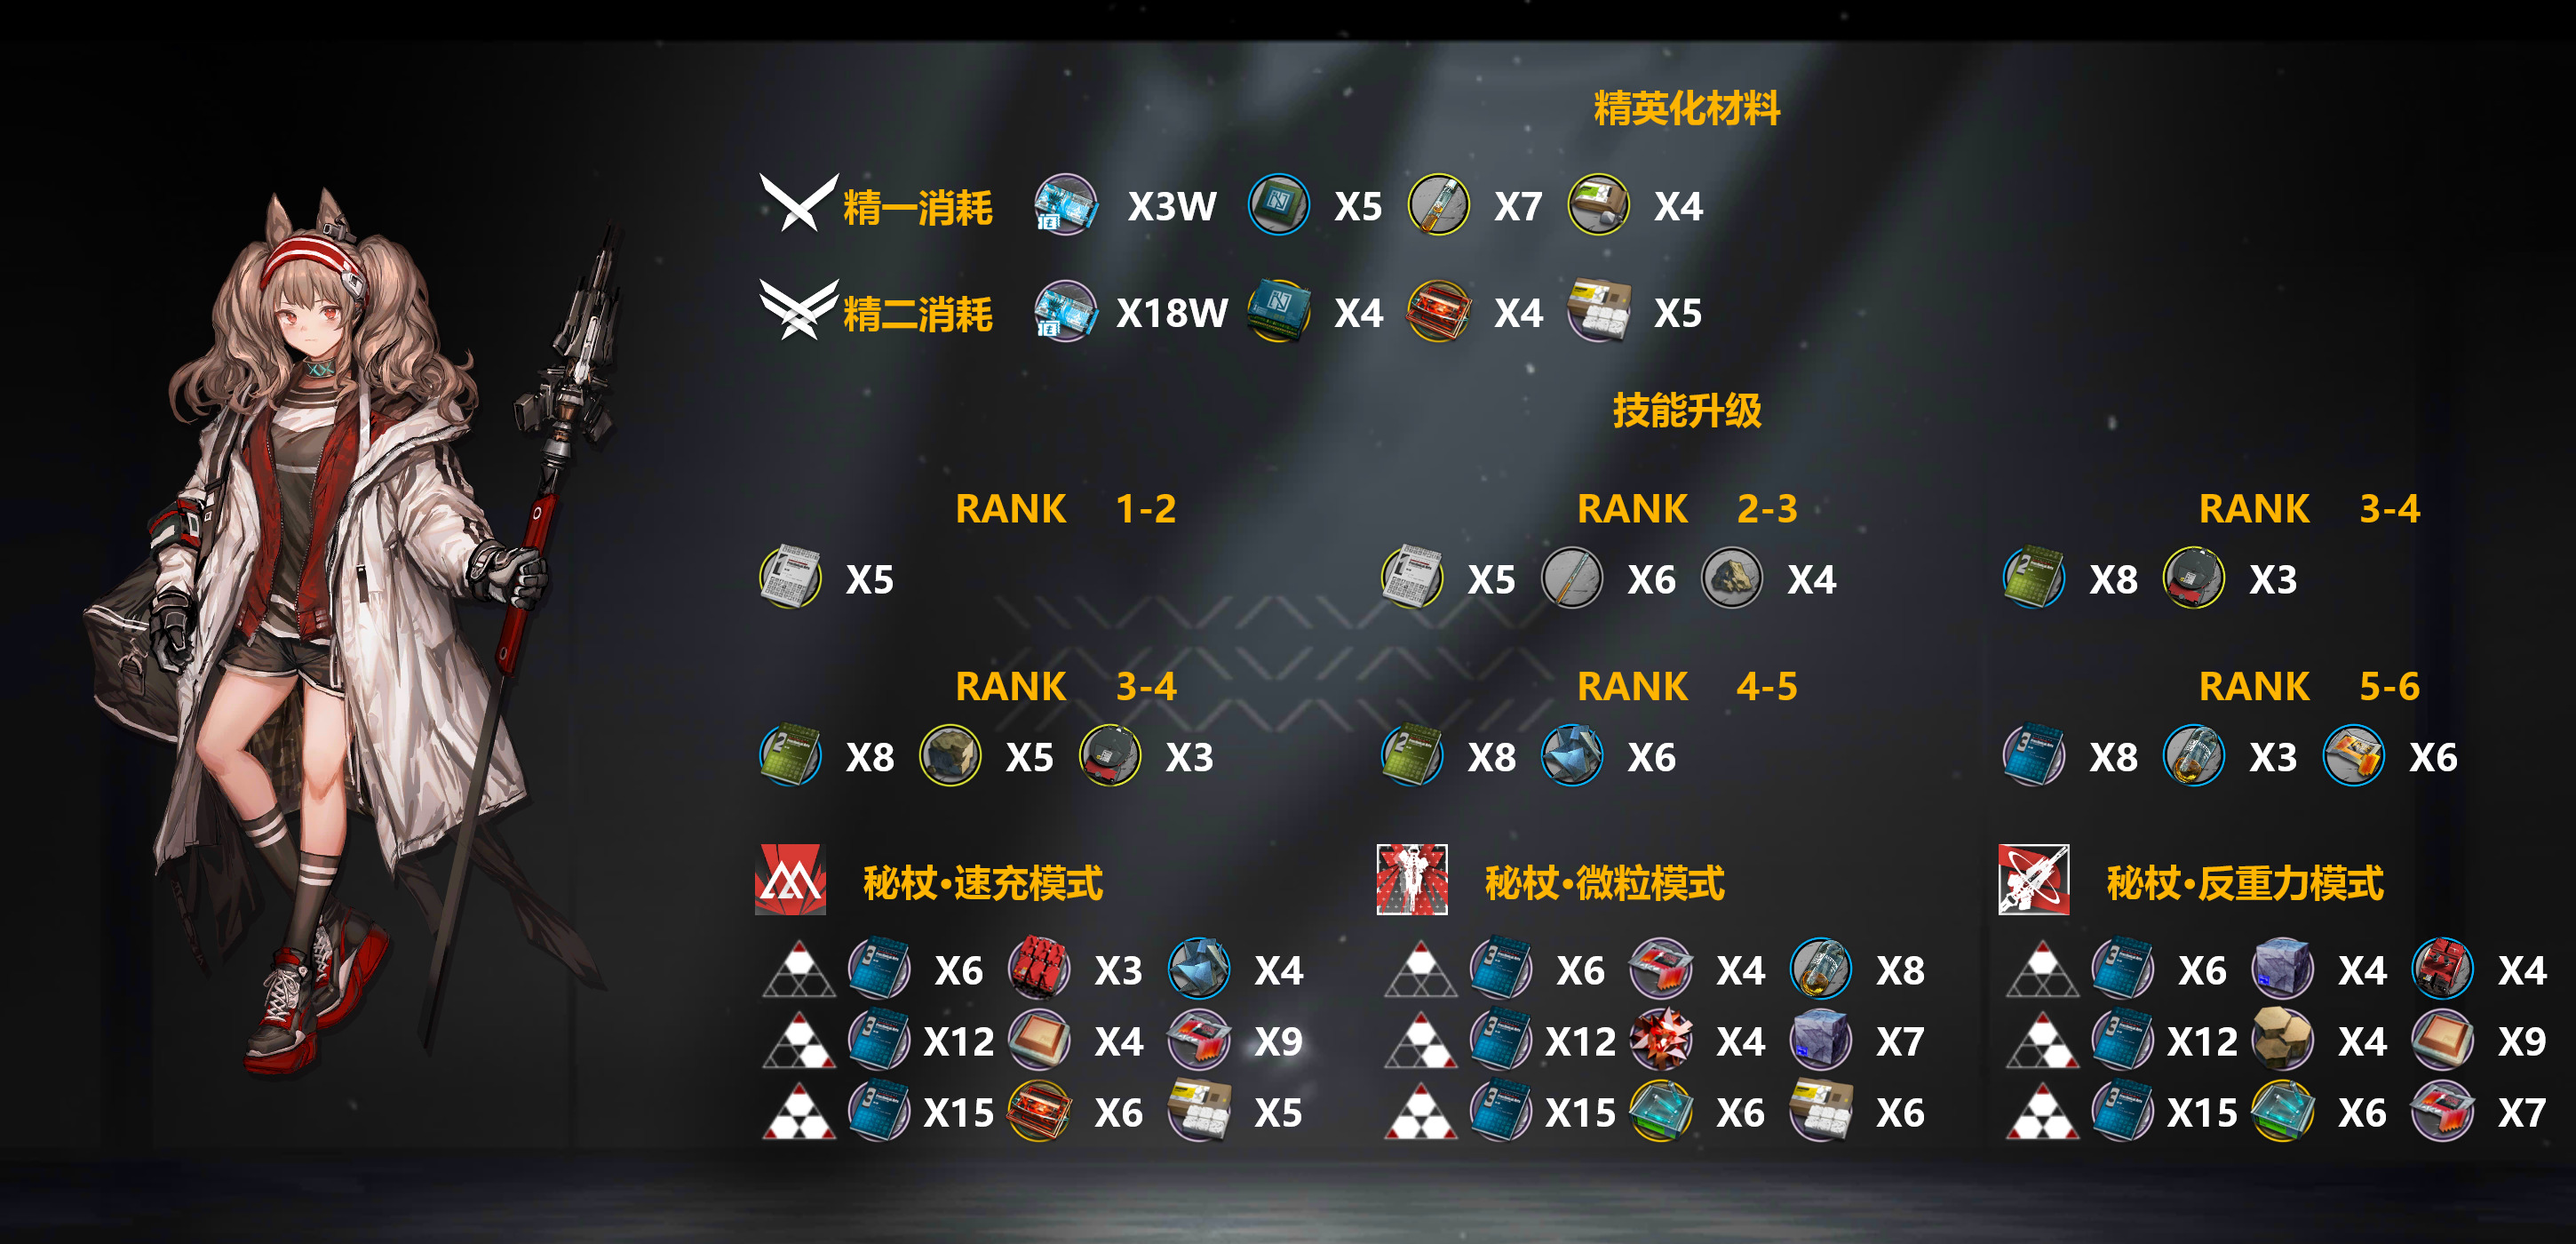 精英化材料
精一消耗 X3W X5 X7 X4
精二消耗 X18W X4 X4 X5
技能升级
RANK 1-2 RANK 2-3 RANK 3-4
X5 X5 X6 X4 X8 X3
RANK 3-4 RANK 4-5 RANK 5-6
X8 X5 X3 X8 X6 X8 X3 X6
秘杖·速充模式 秘杖·微粒模式 秘杖·反重力模式
X6 X3 X4 X6 X4 X8 X6 X4 X4
X12 X4 X9 X12 X4 X7 X12 X4 X9
X15 X6 X5 X15 X6 X6 X15 X6 X7